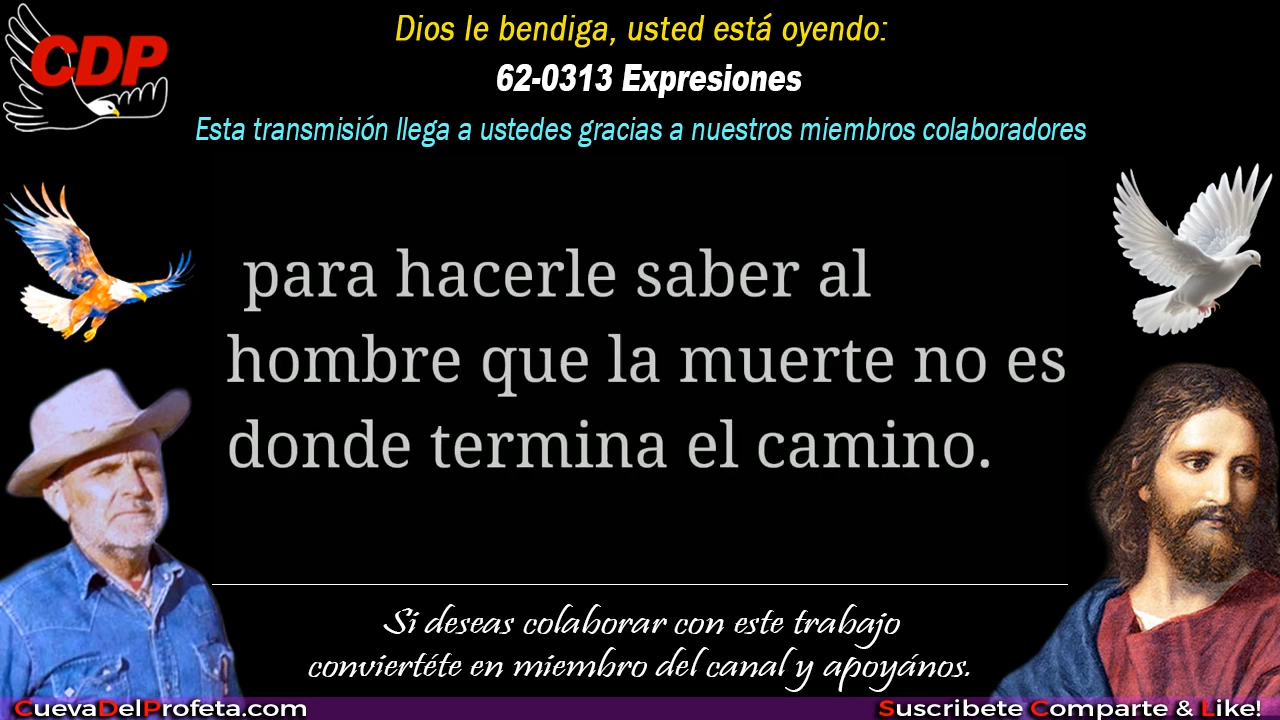 CDP
Dios le bendiga, usted está oyendo:
62-0313 Expresiones
Esta transmisión llega a ustedes gracias a nuestros miembros colaboradores
para hacerle saber al
hombre que la muerte no es
donde termina el camino.
Si deseas colaborar con este trabajo
conviertéte en miembro del canal y apoyános.
CuevaDelProfeta.com
Suscribete Comparte & Like!